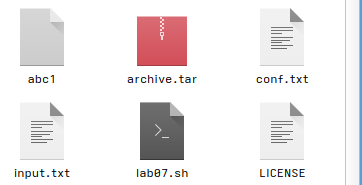 abc1 archive.tar conf.txt
input.txt lab07.sh LICENSE